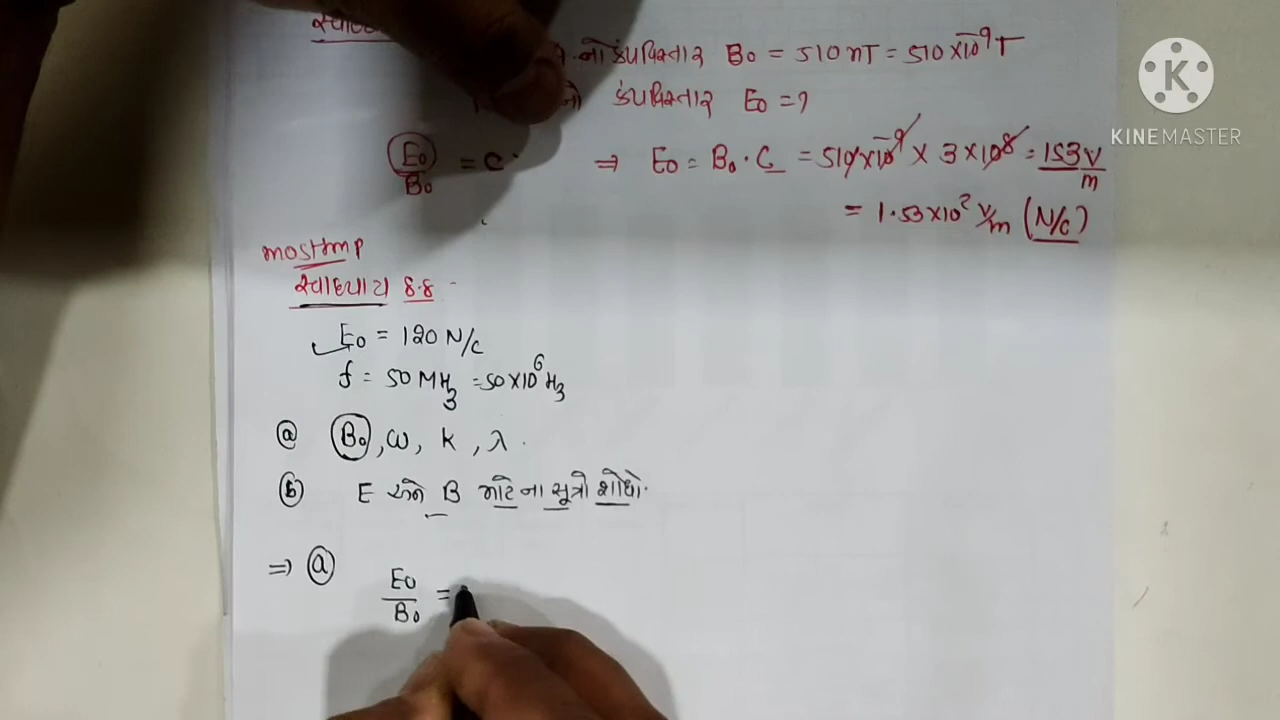 નો કંપવિસ્તાર B₀ = 510 nT = 510 × 10⁻⁹ T
કંપવિસ્તાર E₀ = ?
E₀/B₀ = C ⇒ E₀ = B₀ · C = 510 × 10⁻⁹ × 3 × 10⁸ = 153 V/m
= 1.53 × 10² V/m (N/C)
most Imp
સ્વાધ્યાય 8.8
E₀ = 120 N/C
f = 50 MHz = 50 × 10⁶ Hz
(a) B₀, ω, k, λ.
(b) E અને B માટેના સૂત્રો શોધો.
⇒ (a) E₀/B₀ =
K
KINEMASTER